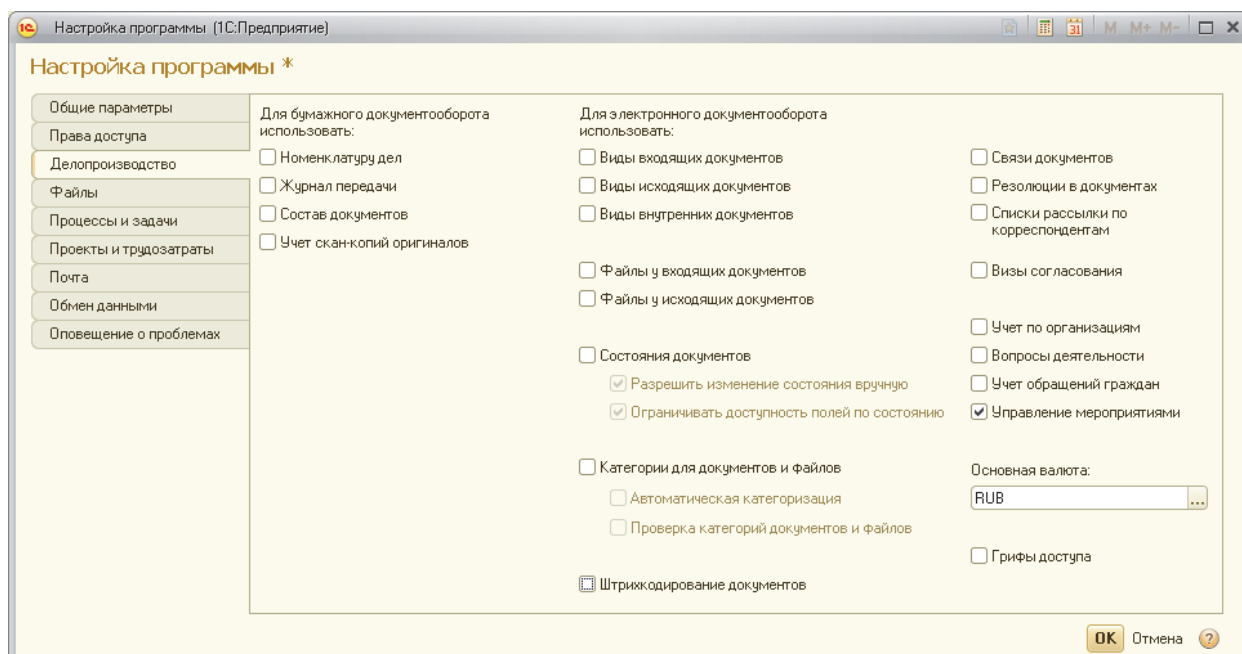 1С Настройка программы (1С:Предприятие) 31 M M+ M-
Настройка программы *
Общие параметры
Права доступа
Делопроизводство
Файлы
Процессы и задачи
Проекты и трудозатраты
Почта
Обмен данными
Оповещение о проблемах
Для бумажного документооборота
использовать:
Номенклатуру дел
Журнал передачи
Состав документов
Учет скан-копий оригиналов
Для электронного документооборота
использовать:
Виды входящих документов
Виды исходящих документов
Виды внутренних документов
Файлы у входящих документов
Файлы у исходящих документов
Состояния документов
Разрешить изменение состояния вручную
Ограничивать доступность полей по состоянию
Категории для документов и файлов
Автоматическая категоризация
Проверка категорий документов и файлов
Штрихкодирование документов
Связи документов
Резолюции в документах
Списки рассылки по
корреспондентам
Визы согласования
Учет по организациям
Вопросы деятельности
Учет обращений граждан
Управление мероприятиями
Основная валюта:
RUB ...
Грифы доступа
OK Отмена ?